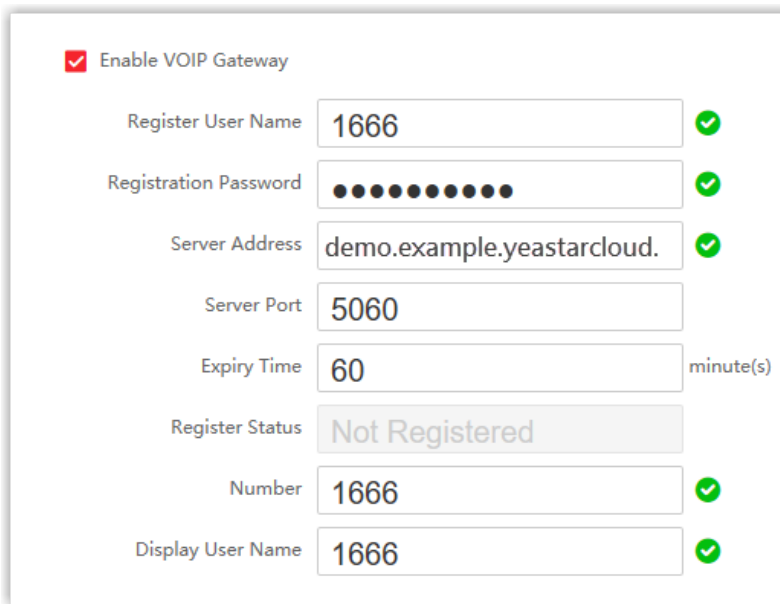 Enable VOIP Gateway
Register User Name 1666
Registration Password ●●●●●●●●●●
Server Address demo.example.yeastarcloud.
Server Port 5060
Expiry Time 60 minute(s)
Register Status Not Registered
Number 1666
Display User Name 1666